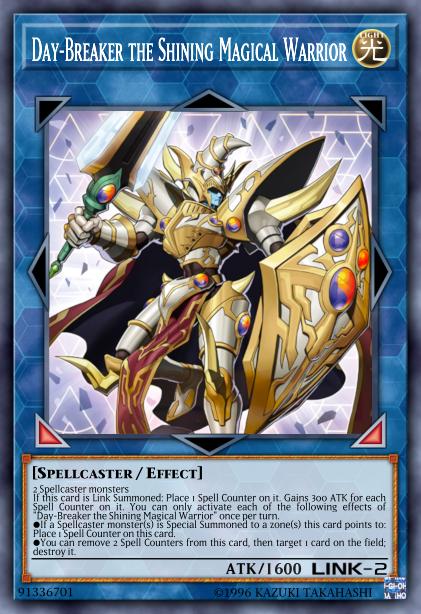 DAY-BREAKER THE SHINING MAGICAL WARRIOR
LIGHT
光
[SPELLCASTER / EFFECT]
2 Spellcaster monsters
If this card is Link Summoned: Place 1 Spell Counter on it. Gains 300 ATK for each
Spell Counter on it. You can only activate each of the following effects of
"Day-Breaker the Shining Magical Warrior" once per turn.
●If a Spellcaster monster(s) is Special Summoned to a zone(s) this card points to:
Place 1 Spell Counter on this card.
●You can remove 2 Spell Counters from this card, then target 1 card on the field;
destroy it.
ATK/1600 LINK-2
91336701
©1996 KAZUKI TAKAHASHI